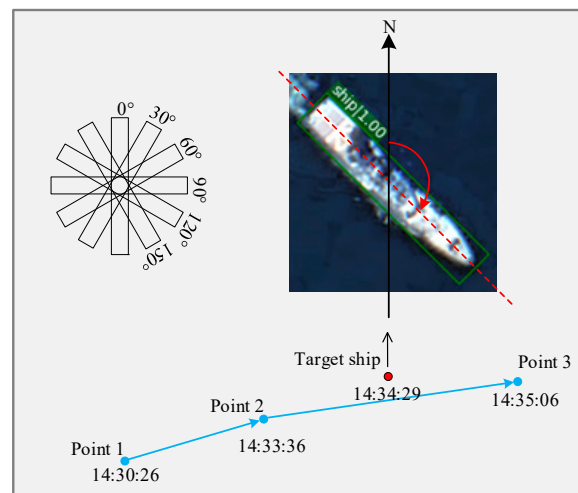 N
0°
30°
60°
90°
120°
150°
ship|1.00
Target ship
Point 3
14:34:29
14:35:06
Point 2
14:33:36
Point 1
14:30:26